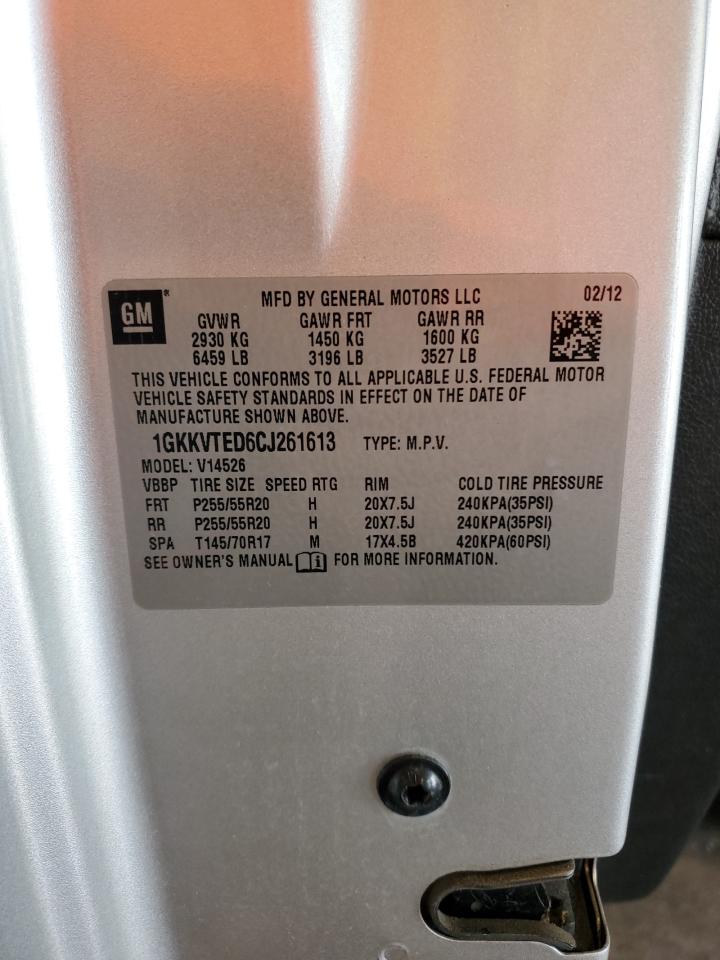 GM ® MFD BY GENERAL MOTORS LLC 02/12
GVWR GAWR FRT GAWR RR
2930 KG 1450 KG 1600 KG
6459 LB 3196 LB 3527 LB
THIS VEHICLE CONFORMS TO ALL APPLICABLE U.S. FEDERAL MOTOR
VEHICLE SAFETY STANDARDS IN EFFECT ON THE DATE OF
MANUFACTURE SHOWN ABOVE.
1GKKVTED6CJ261613 TYPE: M.P.V.
MODEL: V14526
VBBP TIRE SIZE SPEED RTG RIM COLD TIRE PRESSURE
FRT P255/55R20 H 20X7.5J 240KPA(35PSI)
RR P255/55R20 H 20X7.5J 240KPA(35PSI)
SPA T145/70R17 M 17X4.5B 420KPA(60PSI)
SEE OWNER'S MANUAL i FOR MORE INFORMATION.